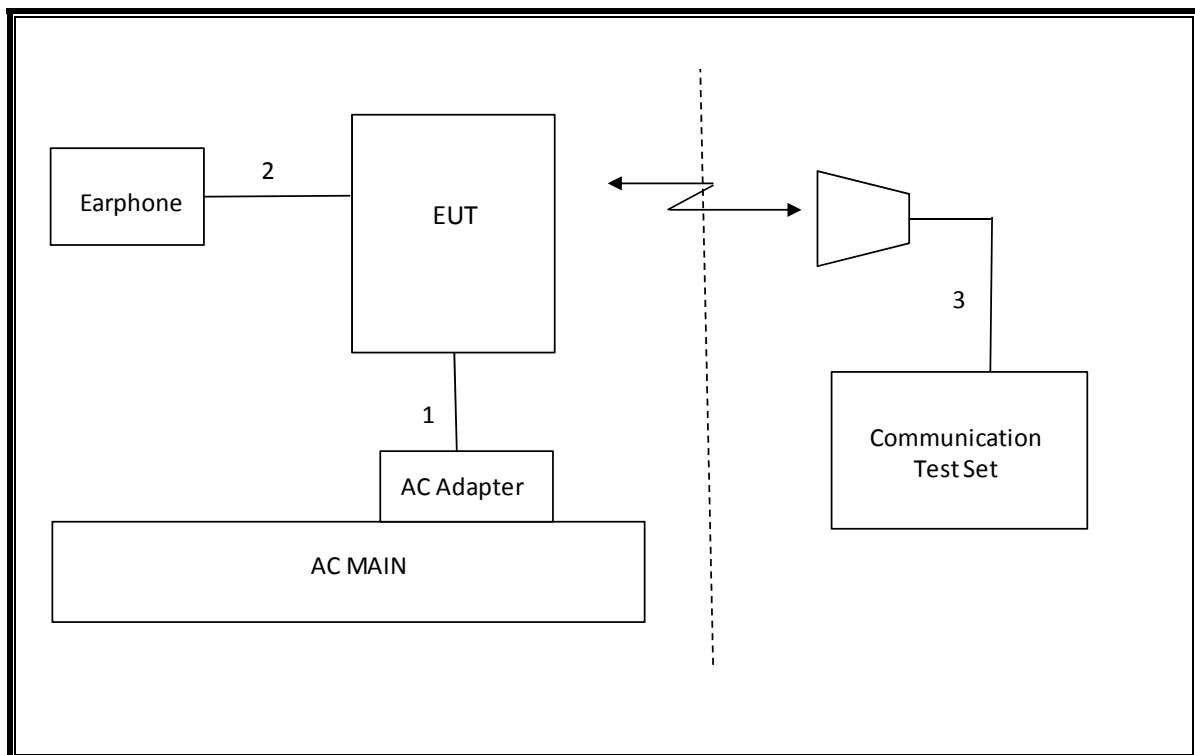 2
Earphone
EUT
3
1
Communication
Test Set
AC Adapter
AC MAIN